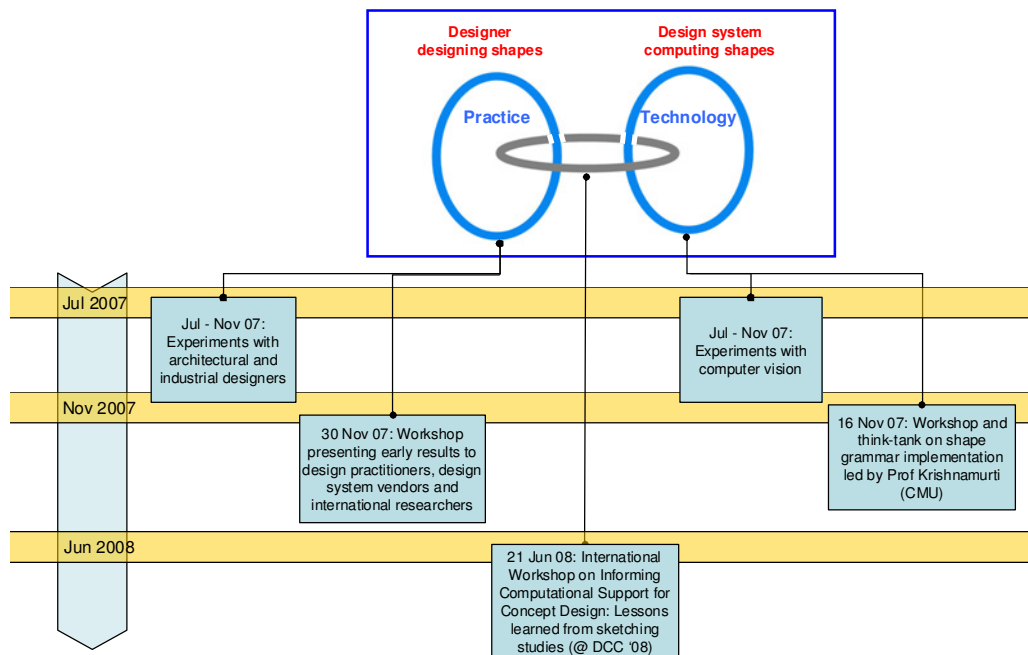 Designer
designing shapes
Design system
computing shapes
Practice
Technology
Jul 2007
Jul - Nov 07:
Experiments with
architectural and
industrial designers
Jul - Nov 07:
Experiments with
computer vision
Nov 2007
30 Nov 07: Workshop
presenting early results to
design practitioners, design
system vendors and
international researchers
16 Nov 07: Workshop and
think-tank on shape
grammar implementation
led by Prof Krishnamurti
(CMU)
Jun 2008
21 Jun 08: International
Workshop on Informing
Computational Support for
Concept Design: Lessons
learned from sketching
studies (@ DCC ‘08)